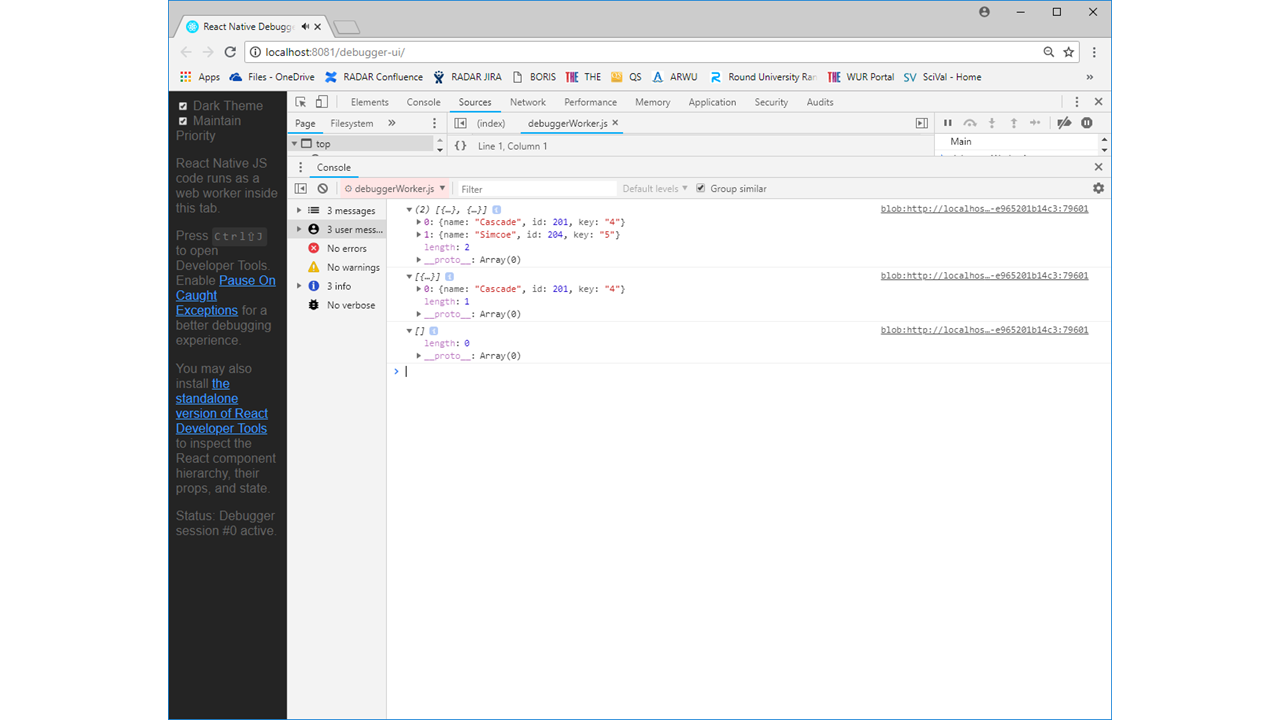 React Native Debugg
localhost:8081/debugger-ui/
Apps Files - OneDrive RADAR Confluence RADAR JIRA BORIS THE THE QS ARWU Round University Ran THE WUR Portal SV SciVal - Home »
Dark Theme
Maintain
Priority
React Native JS
code runs as a
web worker inside
this tab.
Press Ctrl⇧J
to open
Developer Tools.
Enable Pause On
Caught
Exceptions for a
better debugging
experience.
You may also
install the
standalone
version of React
Developer Tools
to inspect the
React component
hierarchy, their
props, and state.
Status: Debugger
session #0 active.
Elements Console Sources Network Performance Memory Application Security Audits
Page Filesystem » (index) debuggerWorker.js
top {} Line 1, Column 1 Main
Console
debuggerWorker.js Filter Default levels Group similar
3 messages
3 user mess...
No errors
No warnings
3 info
No verbose
(2) [{…}, {…}] blob:http://localhos…-e965201b14c3:79601
0: {name: "Cascade", id: 201, key: "4"}
1: {name: "Simcoe", id: 204, key: "5"}
length: 2
__proto__: Array(0)
[{…}] blob:http://localhos…-e965201b14c3:79601
0: {name: "Cascade", id: 201, key: "4"}
length: 1
__proto__: Array(0)
[] blob:http://localhos…-e965201b14c3:79601
length: 0
__proto__: Array(0)